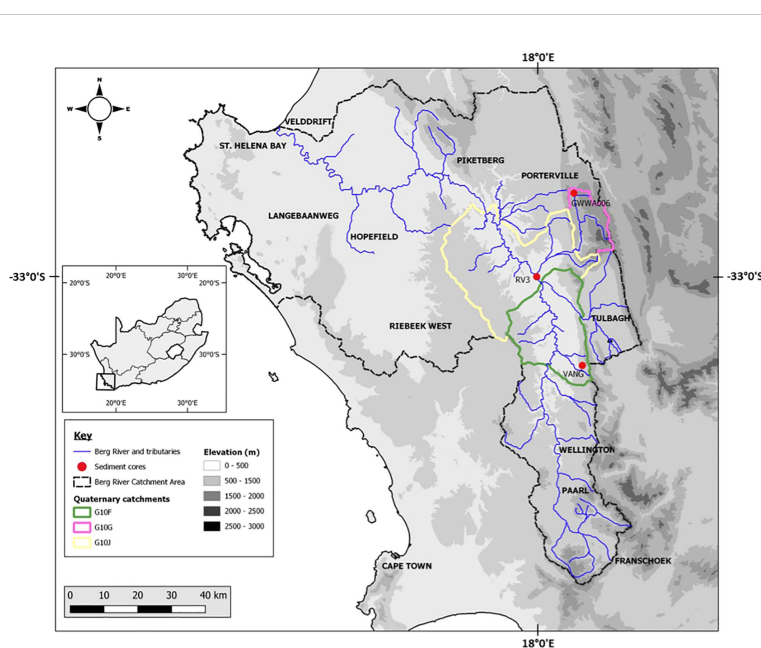 18°0'E
N
W
E
S
VELDDRIFT
ST. HELENA BAY
PIKETBERG
PORTERVILLE
GWWA006
LANGEBAANWEG
HOPEFIELD
-33°0'S
-33°0'S
RV3
20°0'E
30°0'E
20°0'S
20°0'S
TULBAGH
RIEBEEK WEST
30°0'S
30°0'S
VANG
20°0'E
30°0'E
Key
Berg River and tributaries
Sediment cores
Berg River Catchment Area
Quaternary catchments
G10F
G10G
G10J
Elevation (m)
0 - 500
500 - 1500
1500 - 2000
2000 - 2500
2500 - 3000
WELLINGTON
PAARL
FRANSCHOEK
CAPE TOWN
0 10 20 30 40 km
18°0'E